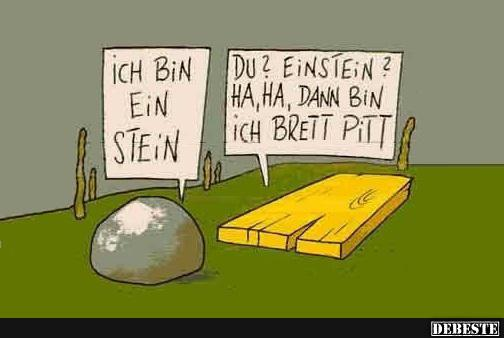 iCH BiN
EiN
STEiN
DU? EiNSTEiN?
HA, HA, DANN BiN
iCH BRETT PiTT
DEBESTE